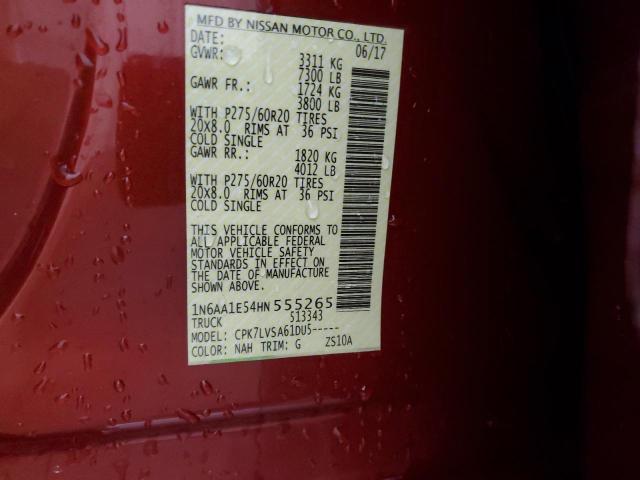 MFD BY NISSAN MOTOR CO., LTD.
DATE: 06/17
GVWR: 3311 KG
7300 LB
GAWR FR.: 1724 KG
3800 LB
WITH P275/60R20 TIRES
20X8.0 RIMS AT 36 PSI
COLD SINGLE
GAWR RR.: 1820 KG
4012 LB
WITH P275/60R20 TIRES
20X8.0 RIMS AT 36 PSI
COLD SINGLE
THIS VEHICLE CONFORMS TO
ALL APPLICABLE FEDERAL
MOTOR VEHICLE SAFETY
STANDARDS IN EFFECT ON
THE DATE OF MANUFACTURE
SHOWN ABOVE.
1N6AA1E54HN 555265
TRUCK 513343
MODEL: CPK7LVSA61DU5-----
COLOR: NAH TRIM: G ZS10A